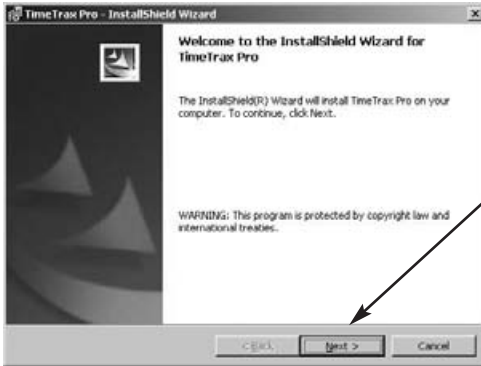 TimeTrax Pro - InstallShield Wizard
Welcome to the InstallShield Wizard for
TimeTrax Pro
The InstallShield(R) Wizard will install TimeTrax Pro on your
computer. To continue, click Next.
WARNING: This program is protected by copyright law and
international treaties.
< Back Next > Cancel